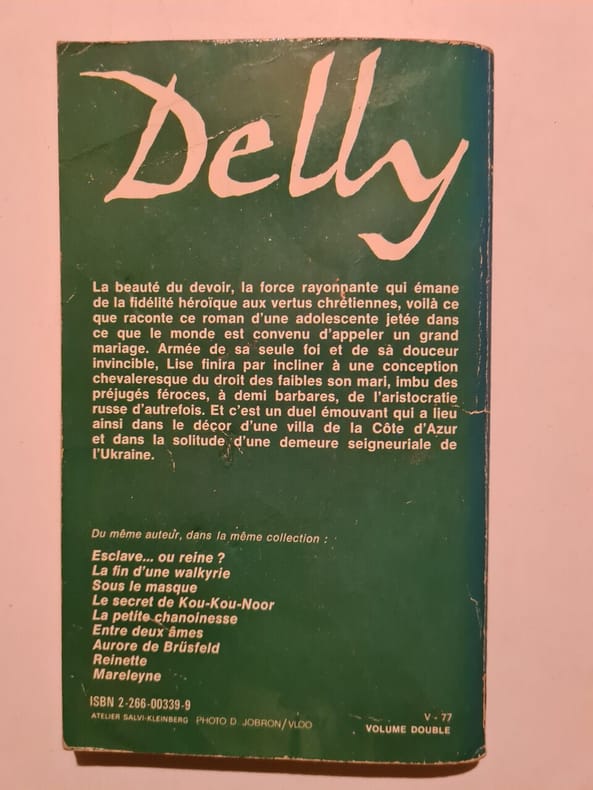 Delly
La beauté du devoir, la force rayonnante qui émane
de la fidélité héroïque aux vertus chrétiennes, voilà ce
que raconte ce roman d'une adolescente jetée dans
ce que le monde est convenu d'appeler un grand
mariage. Armée de sa seule foi et de sa douceur
invincible, Lise finira par incliner à une conception
chevaleresque du droit des faibles son mari, imbu des
préjugés féroces, à demi barbares, de l'aristocratie
russe d'autrefois. Et c'est un duel émouvant qui a lieu
ainsi dans le décor d'une villa de la Côte d'Azur
et dans la solitude d'une demeure seigneuriale de
l'Ukraine.
Du même auteur, dans la même collection :
Esclave... ou reine ?
La fin d'une walkyrie
Sous le masque
Le secret de Kou-Kou-Noor
La petite chanoinesse
Entre deux âmes
Aurore de Brüsfeld
Reinette
Mareleyne
ISBN 2-266-00339-9
ATELIER SALVI-KLEINBERG PHOTO D JOBRON/VLOO
V - 77
VOLUME DOUBLE